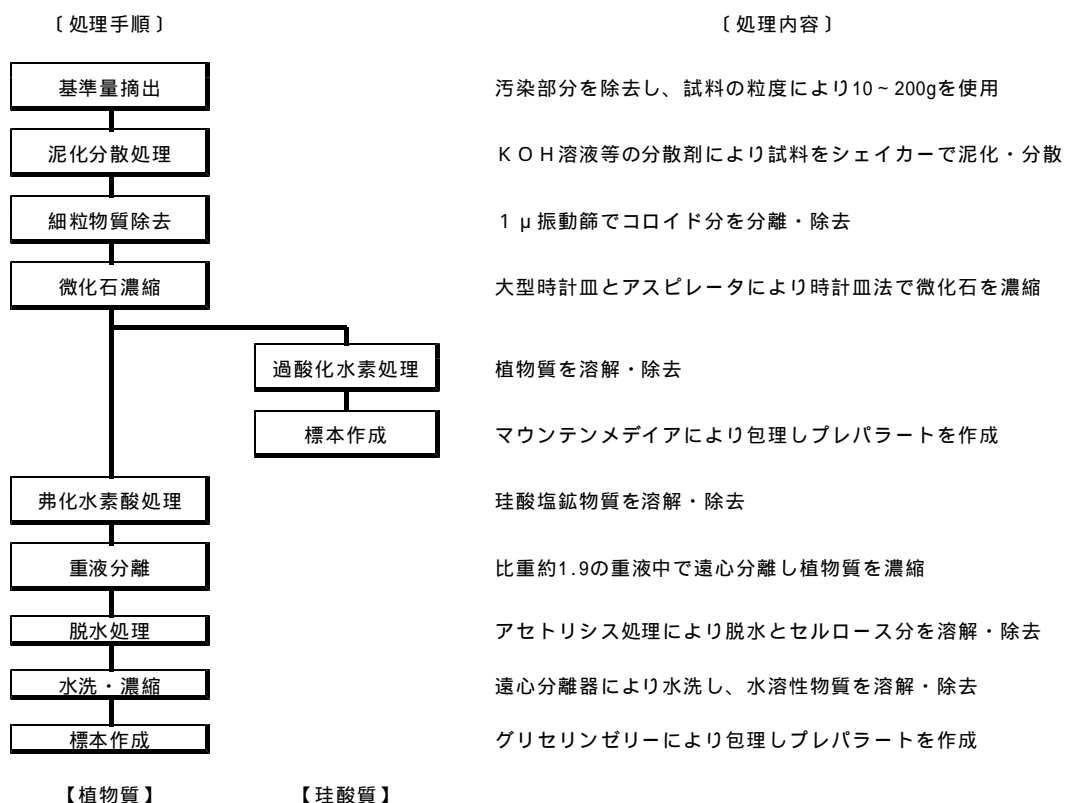 〔処理手順〕 〔処理内容〕
基準量摘出 汚染部分を除去し、試料の粒度により10~200gを使用
泥化分散処理 KOH溶液等の分散剤により試料をシェイカーで泥化・分散
細粒物質除去 1μ振動篩でコロイド分を分離・除去
微化石濃縮 大型時計皿とアスピレータにより時計皿法で微化石を濃縮
過酸化水素処理 植物質を溶解・除去
標本作成 マウンテンメデイアにより包理しプレパラートを作成
弗化水素酸処理 珪酸塩鉱物質を溶解・除去
重液分離 比重約1.9の重液中で遠心分離し植物質を濃縮
脱水処理 アセトリシス処理により脱水とセルロース分を溶解・除去
水洗・濃縮 遠心分離器により水洗し、水溶性物質を溶解・除去
標本作成 グリセリンゼリーにより包理しプレパラートを作成
【植物質】 【珪酸質】